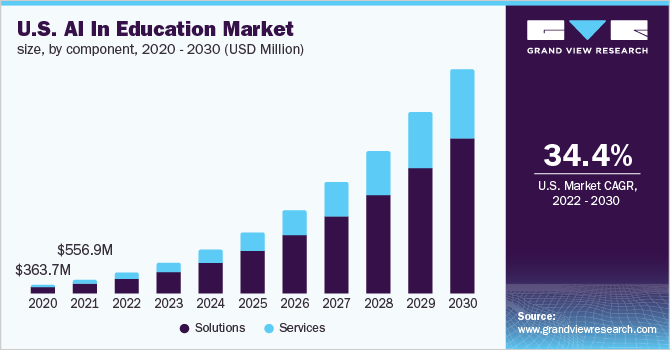 U.S. AI In Education Market
size, by component, 2020 - 2030 (USD Million)
$363.7M
$556.9M
2020 2021 2022 2023 2024 2025 2026 2027 2028 2029 2030
Solutions Services
GRAND VIEW RESEARCH
34.4%
U.S. Market CAGR,
2022 - 2030
Source:
www.grandviewresearch.com